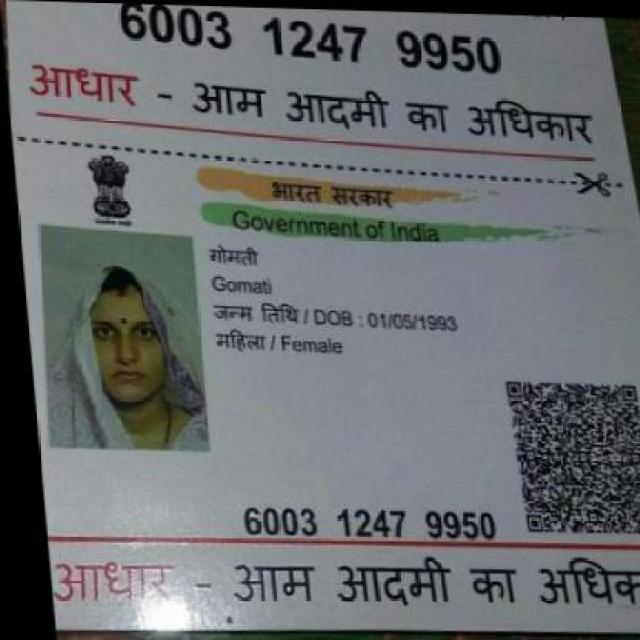 6003 1247 9950
आधार - आम आदमी का अधिकार
भारत सरकार
Government of India
गोमती
Gomati
जन्म तिथि / DOB : 01/05/1993
महिला / Female
6003 1247 9950
आधार - आम आदमी का अधिक